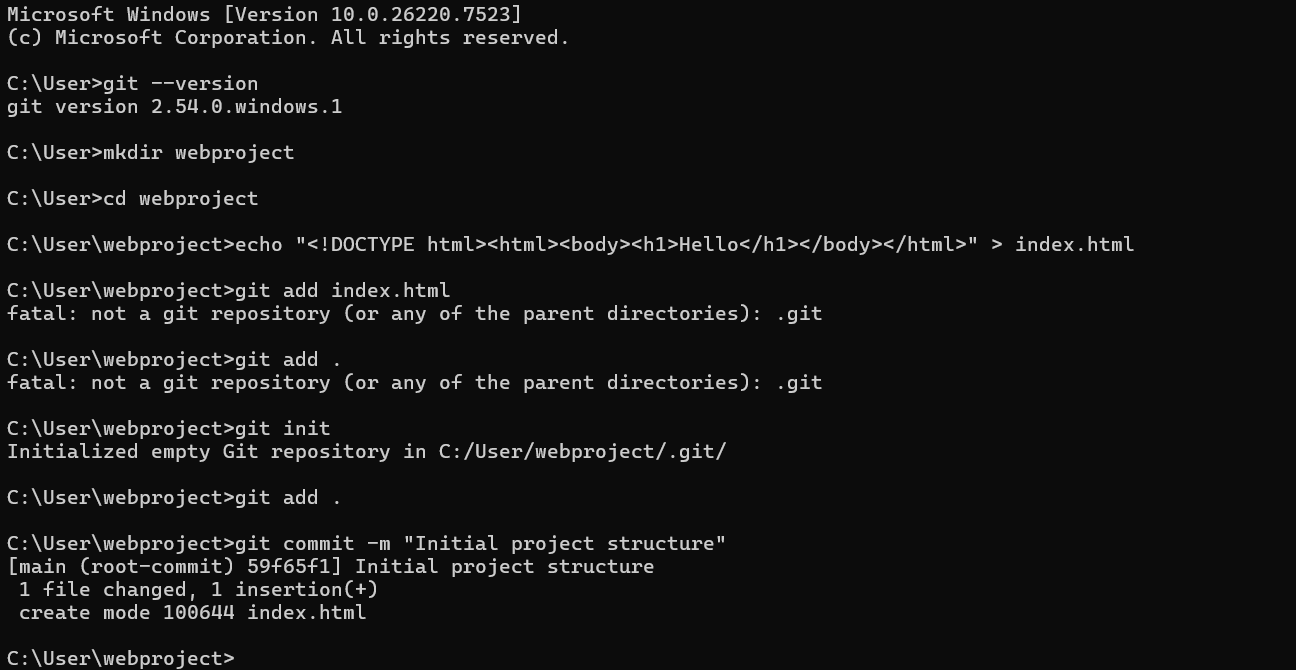 Microsoft Windows [Version 10.0.26220.7523]
(c) Microsoft Corporation. All rights reserved.
C:\User>git --version
git version 2.54.0.windows.1
C:\User>mkdir webproject
C:\User>cd webproject
C:\User\webproject>echo "<!DOCTYPE html><html><body><h1>Hello</h1></body></html>" > index.html
C:\User\webproject>git add index.html
fatal: not a git repository (or any of the parent directories): .git
C:\User\webproject>git add .
fatal: not a git repository (or any of the parent directories): .git
C:\User\webproject>git init
Initialized empty Git repository in C:/User/webproject/.git/
C:\User\webproject>git add .
C:\User\webproject>git commit -m "Initial project structure"
[main (root-commit) 59f65f1] Initial project structure
 1 file changed, 1 insertion(+)
 create mode 100644 index.html
C:\User\webproject>